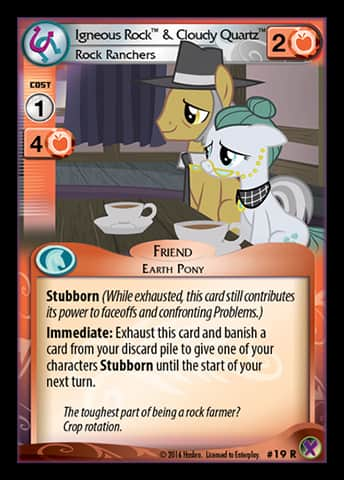 Igneous Rock™ & Cloudy Quartz™
Rock Ranchers
2
COST
1
4
FRIEND
EARTH PONY
Stubborn (While exhausted, this card still contributes
its power to faceoffs and confronting Problems.)
Immediate: Exhaust this card and banish a
card from your discard pile to give one of your
characters Stubborn until the start of your
next turn.
The toughest part of being a rock farmer?
Crop rotation.
© 2016 Hasbro. Licensed to Enterplay.
#19 R